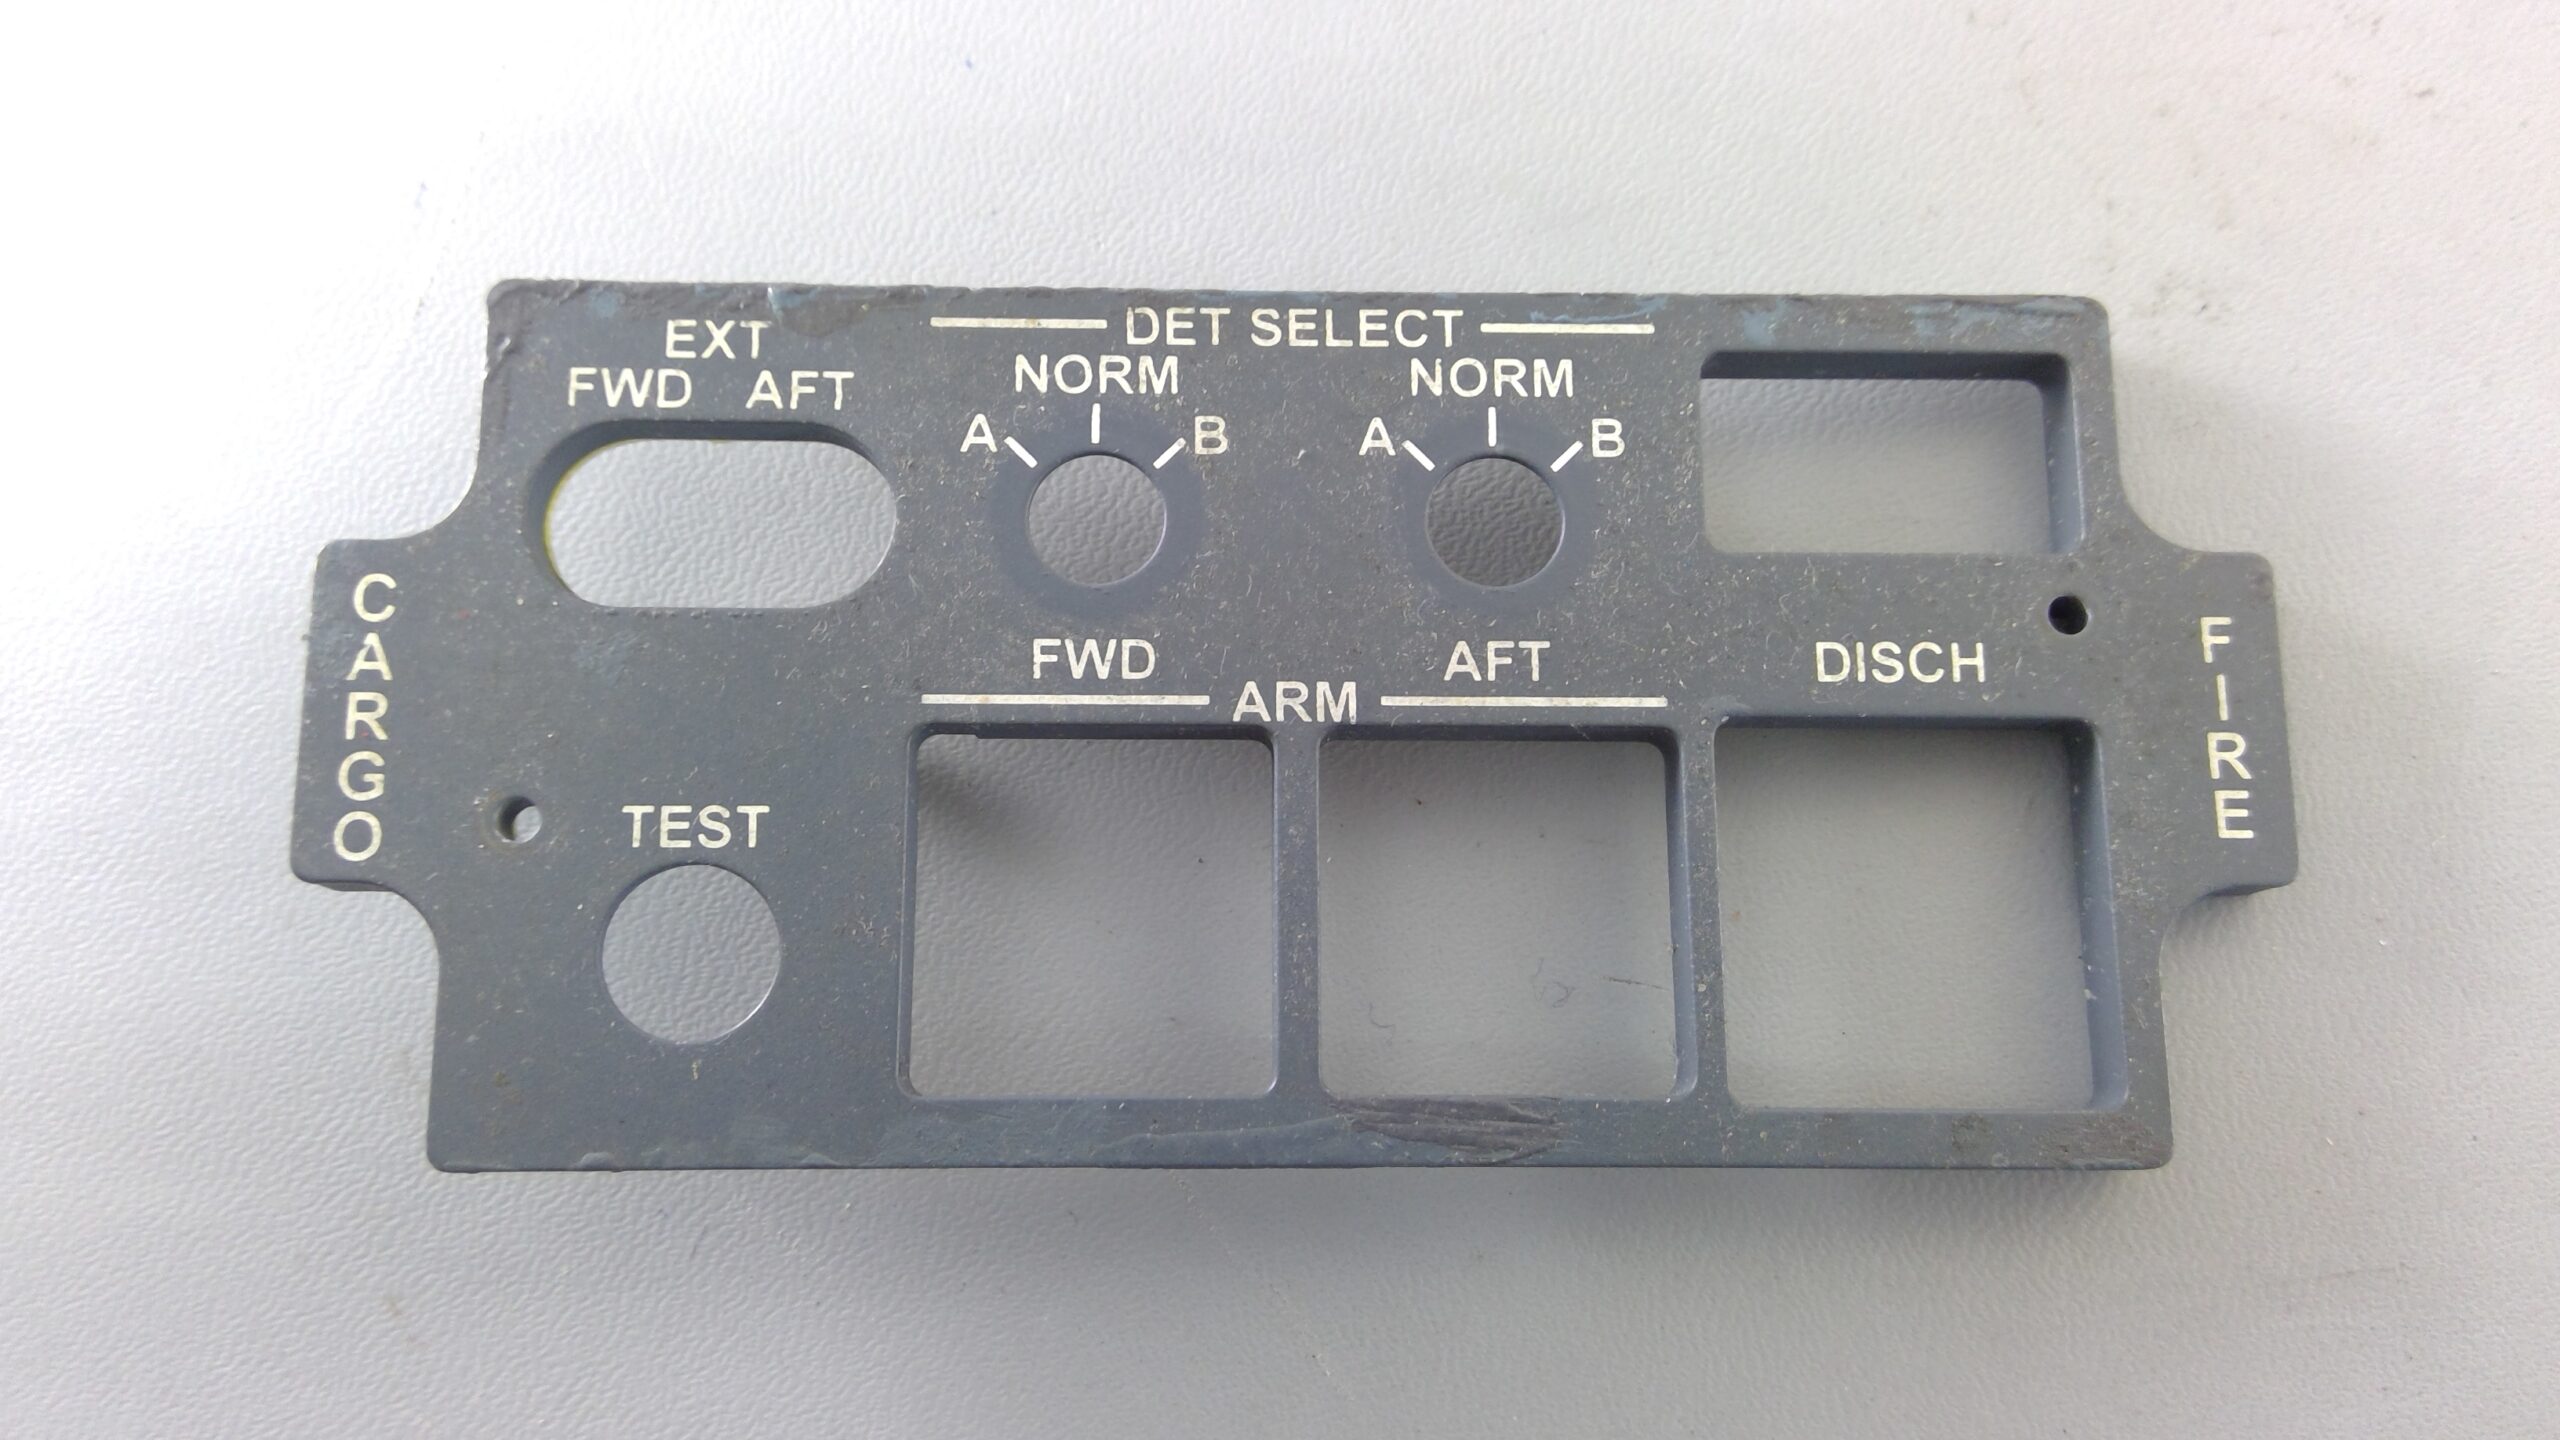 EXT
FWD AFT
DET SELECT
NORM
A B
NORM
A B
FWD
AFT
ARM
DISCH
TEST
CARGO
FIRE